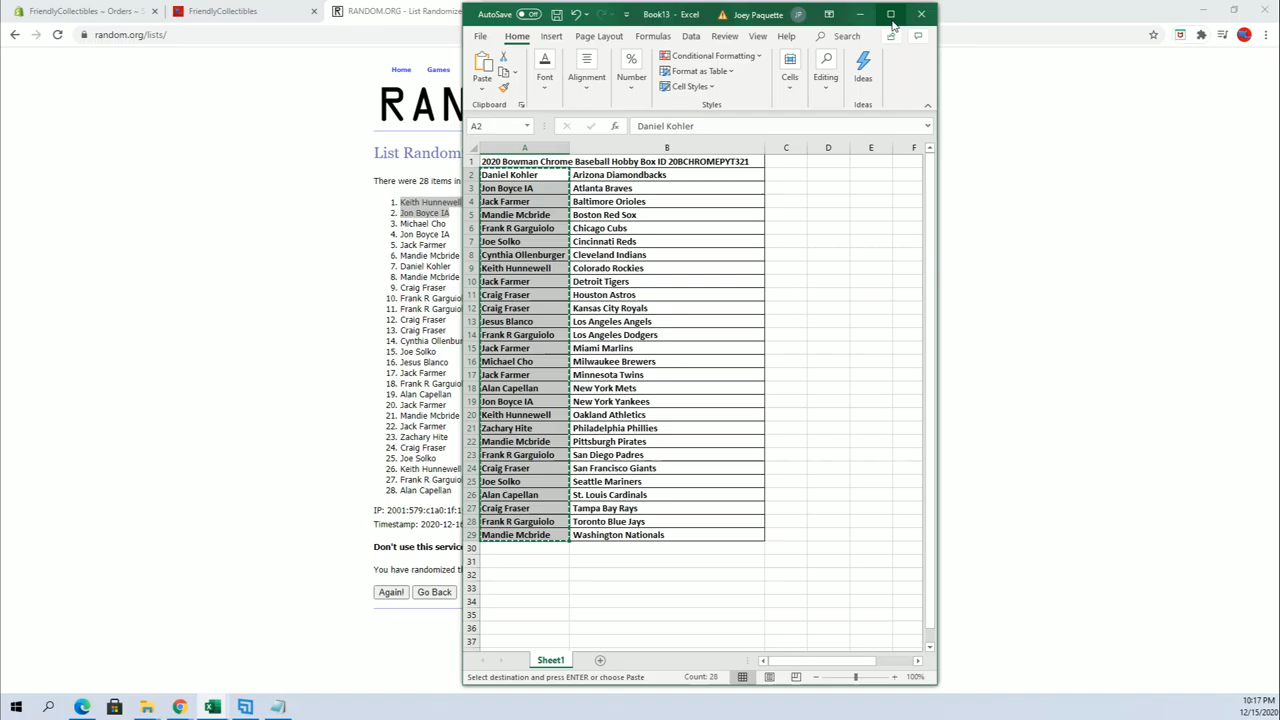 FriendlyCollectibles - Orders - S
FriendlyCollectibles
RANDOM.ORG - List Randomize
random.org/lists/
Home Games
RAN
List Random
There were 28 items in
1. Keith Hunnewell
2. Jon Boyce IA
3. Michael Cho
4. Jon Boyce IA
5. Jack Farmer
6. Mandie Mcbride
7. Daniel Kohler
8. Mandie Mcbride
9. Craig Fraser
10. Frank R Garguiolo
11. Frank R Garguiolo
12. Craig Fraser
13. Craig Fraser
14. Cynthia Ollenbur
15. Joe Solko
16. Jesus Blanco
17. Jack Farmer
18. Frank R Garguiolo
19. Alan Capellan
20. Jack Farmer
21. Mandie Mcbride
22. Jack Farmer
23. Zachary Hite
24. Craig Fraser
25. Joe Solko
26. Keith Hunnewell
27. Frank R Garguiolo
28. Alan Capellan
IP: 2001:579:c1a0:1f:1
Timestamp: 2020-12-16
Don't use this service
You have randomized th
Again! Go Back
AutoSave Off Book13 - Excel Joey Paquette JP
File Home Insert Page Layout Formulas Data Review View Help Search
Paste Font Alignment Number Conditional Formatting Format as Table Cell Styles Cells Editing Ideas
Clipboard Styles Ideas
A2 fx Daniel Kohler
A B C D E F
1 2020 Bowman Chrome Baseball Hobby Box ID 20BCHROMEPYT321
2 Daniel Kohler Arizona Diamondbacks
3 Jon Boyce IA Atlanta Braves
4 Jack Farmer Baltimore Orioles
5 Mandie Mcbride Boston Red Sox
6 Frank R Garguiolo Chicago Cubs
7 Joe Solko Cincinnati Reds
8 Cynthia Ollenburger Cleveland Indians
9 Keith Hunnewell Colorado Rockies
10 Jack Farmer Detroit Tigers
11 Craig Fraser Houston Astros
12 Craig Fraser Kansas City Royals
13 Jesus Blanco Los Angeles Angels
14 Frank R Garguiolo Los Angeles Dodgers
15 Jack Farmer Miami Marlins
16 Michael Cho Milwaukee Brewers
17 Jack Farmer Minnesota Twins
18 Alan Capellan New York Mets
19 Jon Boyce IA New York Yankees
20 Keith Hunnewell Oakland Athletics
21 Zachary Hite Philadelphia Phillies
22 Mandie Mcbride Pittsburgh Pirates
23 Frank R Garguiolo San Diego Padres
24 Craig Fraser San Francisco Giants
25 Joe Solko Seattle Mariners
26 Alan Capellan St. Louis Cardinals
27 Craig Fraser Tampa Bay Rays
28 Frank R Garguiolo Toronto Blue Jays
29 Mandie Mcbride Washington Nationals
30
31
32
33
34
35
36
37
Sheet1
Select destination and press ENTER or choose Paste Count: 28 100%
10:17 PM
12/15/2020